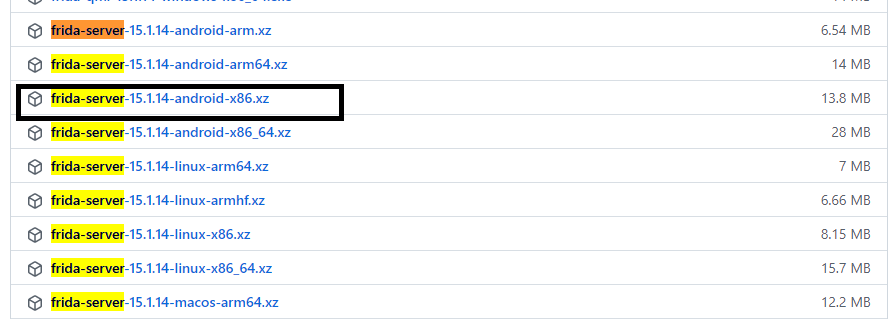 frida-server-15.1.14-android-arm.xz 6.54 MB
frida-server-15.1.14-android-arm64.xz 14 MB
frida-server-15.1.14-android-x86.xz 13.8 MB
frida-server-15.1.14-android-x86_64.xz 28 MB
frida-server-15.1.14-linux-arm64.xz 7 MB
frida-server-15.1.14-linux-armhf.xz 6.66 MB
frida-server-15.1.14-linux-x86.xz 8.15 MB
frida-server-15.1.14-linux-x86_64.xz 15.7 MB
frida-server-15.1.14-macos-arm64.xz 12.2 MB